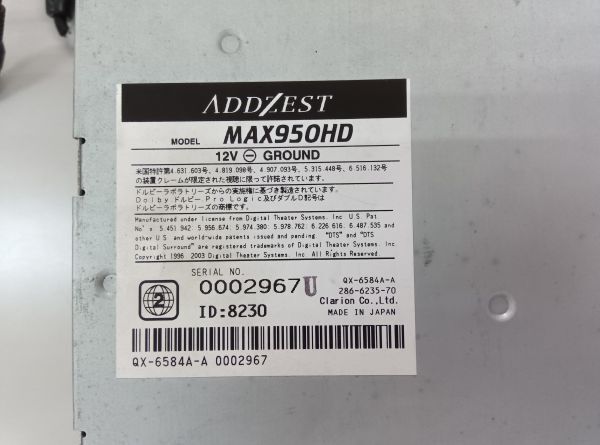 ADDZEST
MODEL MAX950HD
12V ⊖ GROUND
米国特許第4.631.603号、4.819.098号、4.907.093号、5.315.448号、6.516.132号
の装置クレームが限定された視聴に限って許諾されています。
ドルビーラボラトリーズからの実施権に基づき製造されています。
Dolby ドルビー Pro Logic及びダブルD記号は
ドルビーラボラトリーズの商標です。
Manufactured under license from Digital Theater Systems, Inc. U.S. Pat.
No's 5.451.942; 5.956.674; 5.974.380; 5.978.762; 6.226.616; 6.487.535 and
other U.S. and world-wide patents issued and pending. "DTS" and "DTS
Digital Surround" are registered trademarks of Digital Theater Systems, Inc.
Copyright 1996, 2003 Digital Theater Systems, Inc. All Rights Reserved.
SERIAL NO.
0002967 U
QX-6584A-A
286-6235-70
2
ID:8230
Clarion Co.,Ltd.
MADE IN JAPAN
QX-6584A-A 0002967